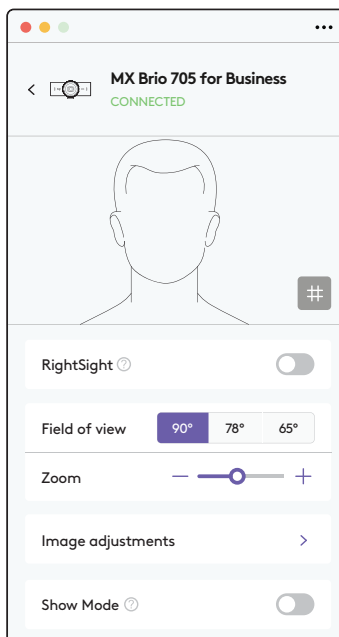 MX Brio 705 for Business
CONNECTED
RightSight
Field of view 90° 78° 65°
Zoom
Image adjustments
Show Mode